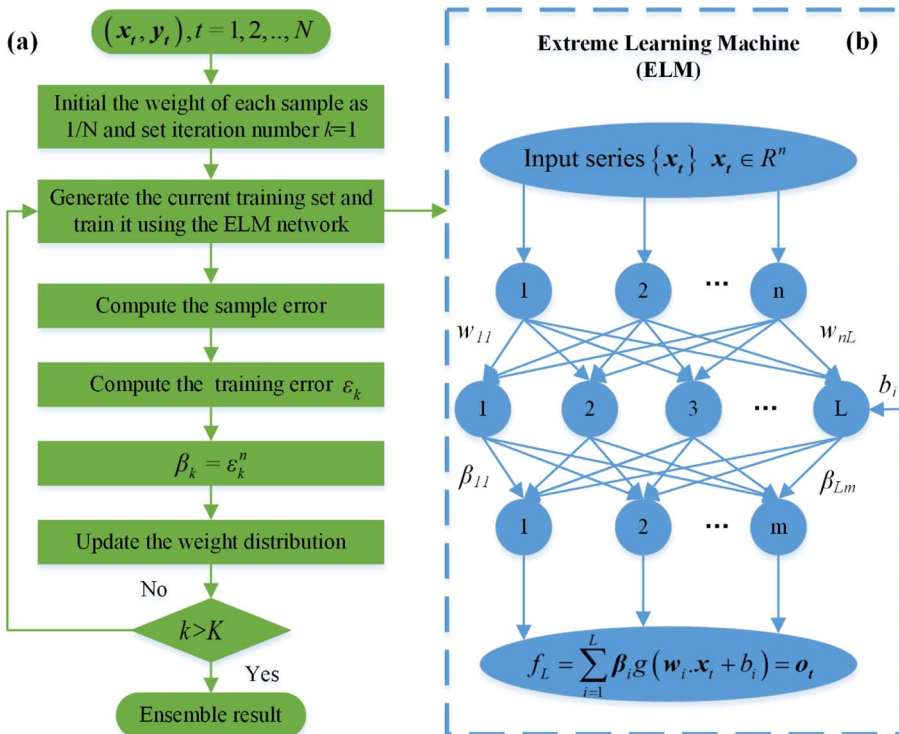 (a)
(x_t, y_t), t = 1, 2, .., N
Initial the weight of each sample as
1/N and set iteration number k=1
Generate the current training set and
train it using the ELM network
Compute the sample error
Compute the training error ε_k
β_k = ε_k^n
Update the weight distribution
No
k>K
Yes
Ensemble result
Extreme Learning Machine
(ELM)
(b)
Input series {x_t} x_t ∈ R^n
1 2 ... n
w_11 w_nL
1 2 3 ... L
b_i
β_11 β_Lm
1 2 ... m
f_L = ∑_{i=1}^{L} β_i g(w_i.x_t + b_i) = o_t